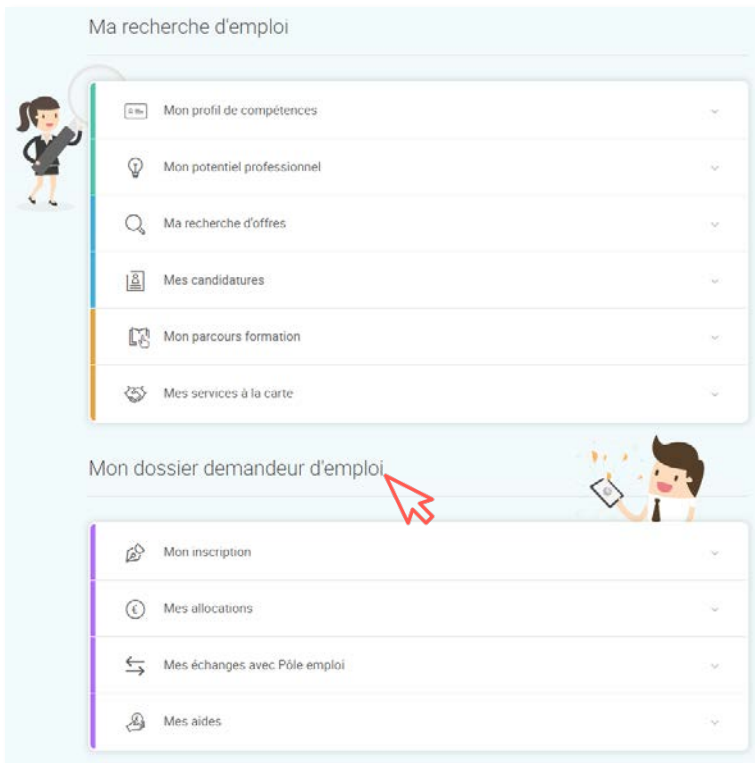 Ma recherche d'emploi
Mon profil de compétences
Mon potentiel professionnel
Ma recherche d'offres
Mes candidatures
Mon parcours formation
Mes services à la carte
Mon dossier demandeur d'emploi
Mon inscription
Mes allocations
Mes échanges avec Pôle emploi
Mes aides